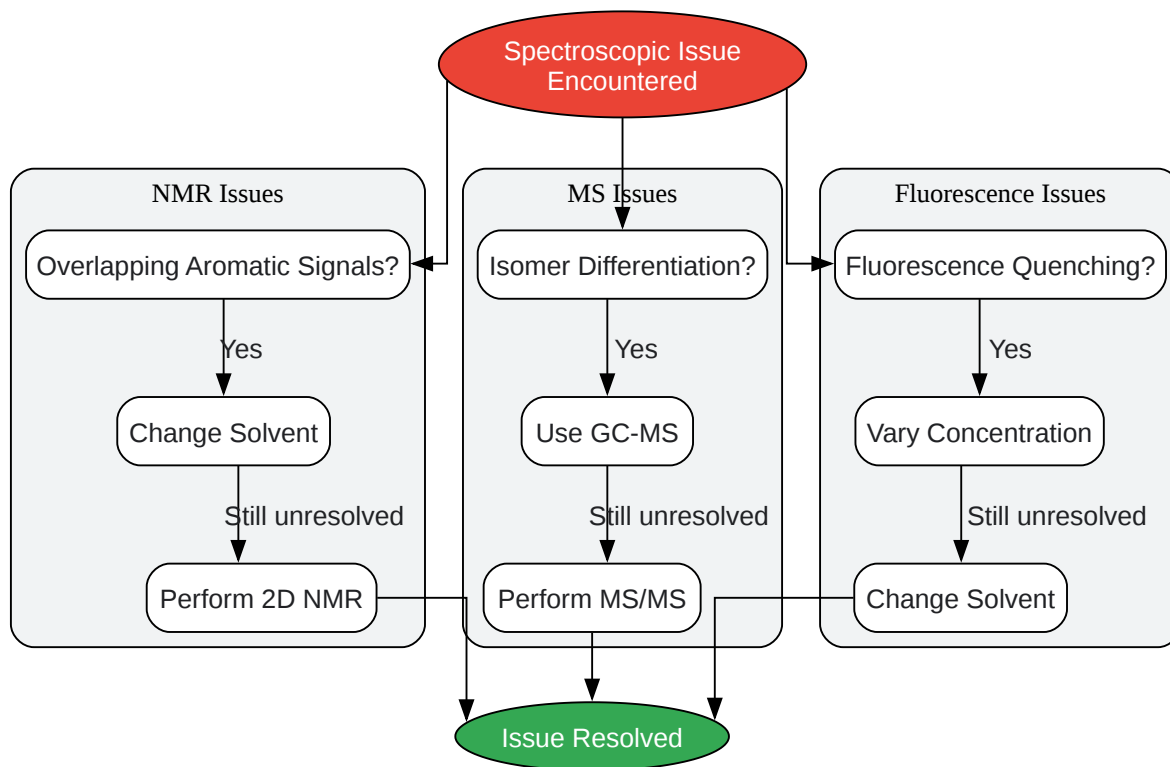 Spectroscopic Issue
Encountered
NMR Issues
MS Issues
Fluorescence Issues
Overlapping Aromatic Signals?
Isomer Differentiation?
Fluorescence Quenching?
Yes
Yes
Yes
Change Solvent
Use GC-MS
Vary Concentration
Still unresolved
Still unresolved
Still unresolved
Perform 2D NMR
Perform MS/MS
Change Solvent
Issue Resolved